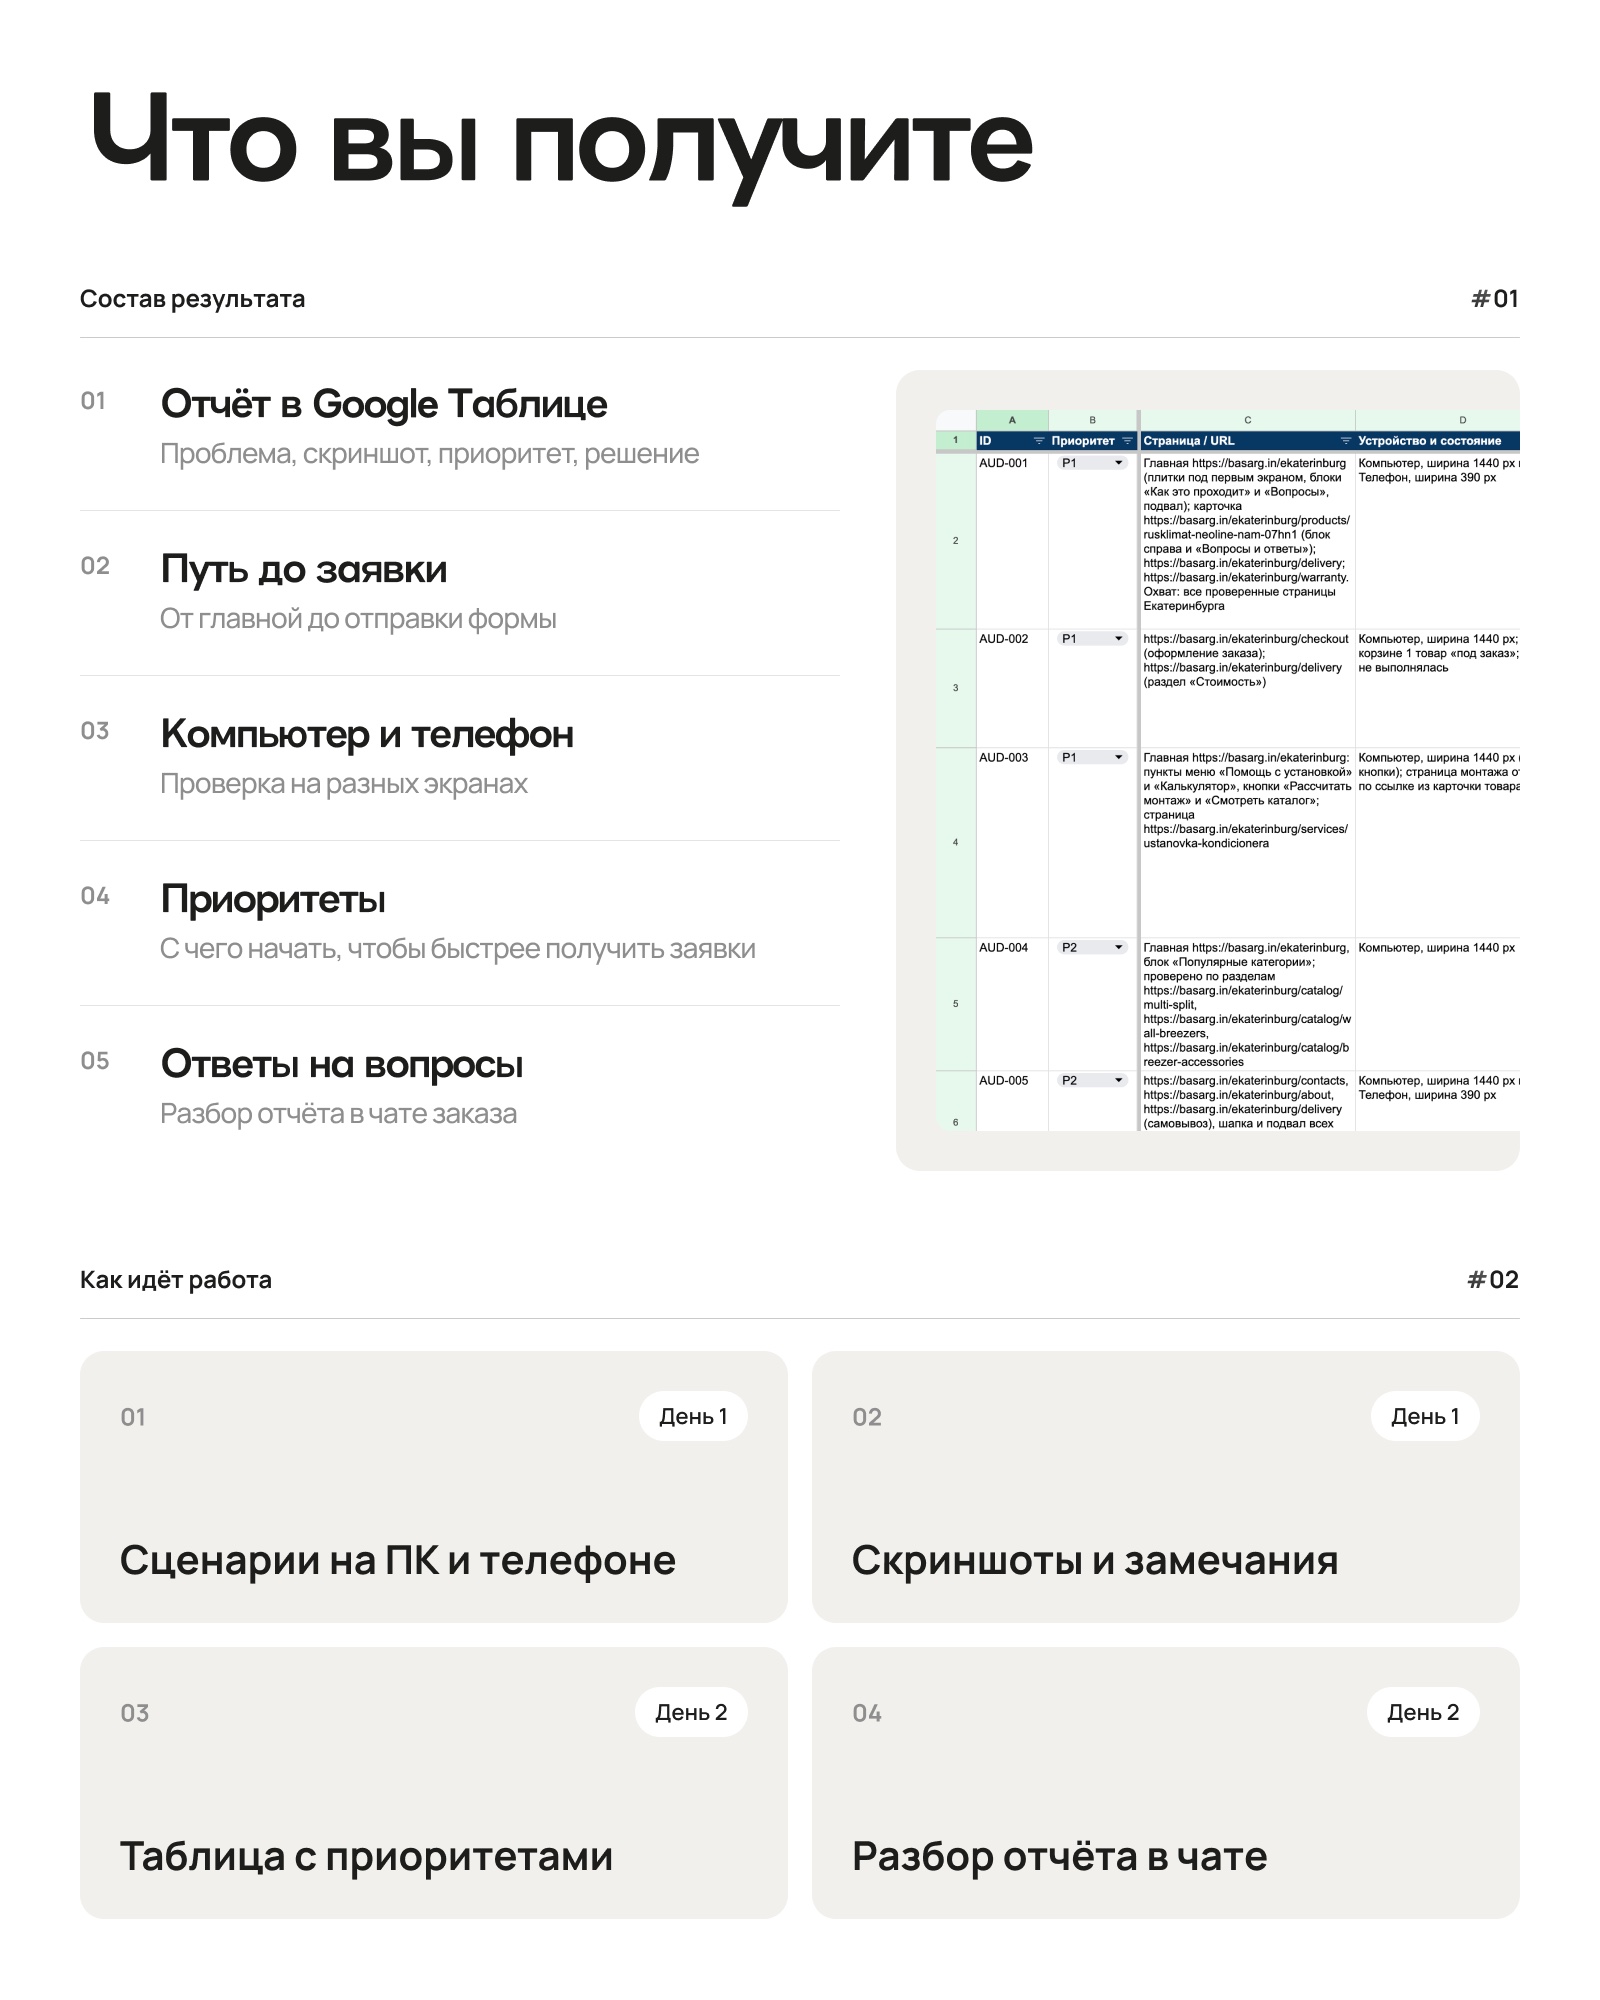 Что вы получите
Состав результата
#01
01
Отчёт в Google Таблице
Проблема, скриншот, приоритет, решение
02
Путь до заявки
От главной до отправки формы
03
Компьютер и телефон
Проверка на разных экранах
04
Приоритеты
С чего начать, чтобы быстрее получить заявки
05
Ответы на вопросы
Разбор отчёта в чате заказа
A B C D
1 ID Приоритет Страница / URL Устройство и состояние
2
AUD-001 P1
Главная https://basarg.in/ekaterinburg
(плитки под первым экраном, блоки
«Как это проходит» и «Вопросы»,
подвал); карточка
https://basarg.in/ekaterinburg/products/
rusklimat-neoline-nam-07hn1 (блок
справа и «Вопросы и ответы»);
https://basarg.in/ekaterinburg/delivery;
https://basarg.in/ekaterinburg/warranty.
Охват: все проверенные страницы
Екатеринбурга
Компьютер, ширина 1440 px
Телефон, ширина 390 px
3
AUD-002 P1
https://basarg.in/ekaterinburg/checkout
(оформление заказа);
https://basarg.in/ekaterinburg/delivery
(раздел «Стоимость»)
Компьютер, ширина 1440 px;
корзине 1 товар «под заказ»;
не выполнялась
4
AUD-003 P1
Главная https://basarg.in/ekaterinburg:
пункты меню «Помощь с установкой»
и «Калькулятор», кнопки «Рассчитать
монтаж» и «Смотреть каталог»;
страница
https://basarg.in/ekaterinburg/services/
ustanovka-kondicionera
Компьютер, ширина 1440 px (
кнопки); страница монтажа
по ссылке из карточки товара
5
AUD-004 P2
Главная https://basarg.in/ekaterinburg,
блок «Популярные категории»;
проверено по разделам
https://basarg.in/ekaterinburg/catalog/
multi-split,
https://basarg.in/ekaterinburg/catalog/w
all-breezers,
https://basarg.in/ekaterinburg/catalog/b
reezer-accessories
Компьютер, ширина 1440 px
6
AUD-005 P2
https://basarg.in/ekaterinburg/contacts,
https://basarg.in/ekaterinburg/about,
https://basarg.in/ekaterinburg/delivery
(самовывоз), шапка и подвал всех
Компьютер, ширина 1440 px
Телефон, ширина 390 px
Как идёт работа
#02
01
День 1
Сценарии на ПК и телефоне
02
День 1
Скриншоты и замечания
03
День 2
Таблица с приоритетами
04
День 2
Разбор отчёта в чате